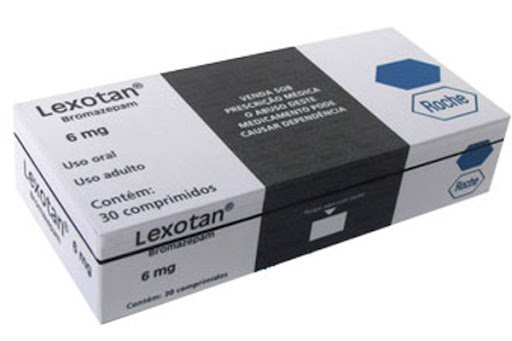 Lexotan®
Bromazepam
6 mg
Uso oral
Uso adulto
Contém:
30 comprimidos
VENDA SOB
PRESCRIÇÃO MÉDICA
O ABUSO DESTE
MEDICAMENTO PODE
CAUSAR DEPENDÊNCIA
Roche
Lexotan®
Bromazepam
6 mg
Contém: 30 comprimidos
Roche